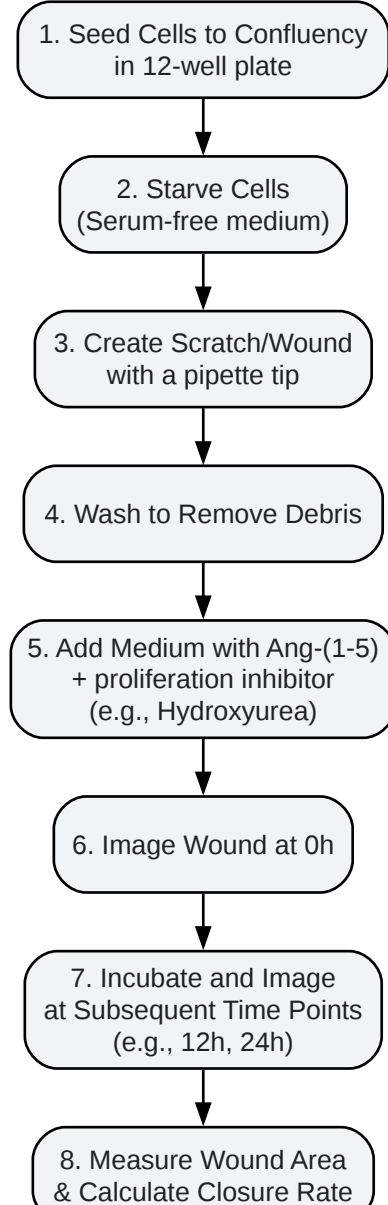 1. Seed Cells to Confluency
in 12-well plate
2. Starve Cells
(Serum-free medium)
3. Create Scratch/Wound
with a pipette tip
4. Wash to Remove Debris
5. Add Medium with Ang-(1-5)
+ proliferation inhibitor
(e.g., Hydroxyurea)
6. Image Wound at 0h
7. Incubate and Image
at Subsequent Time Points
(e.g., 12h, 24h)
8. Measure Wound Area
& Calculate Closure Rate